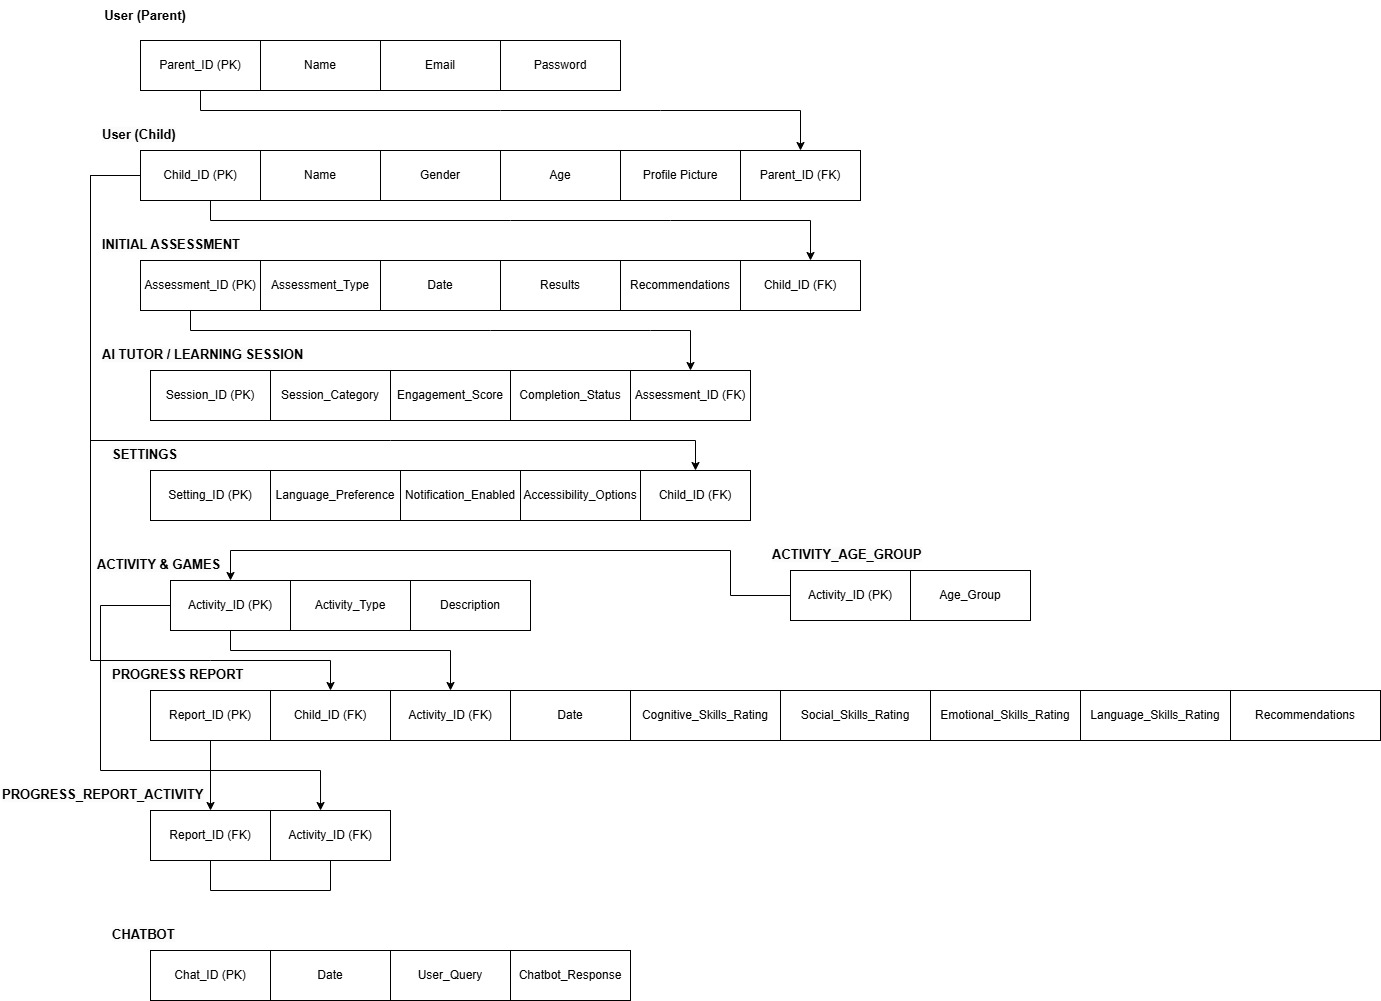 User (Parent)
Parent_ID (PK) Name Email Password
User (Child)
Child_ID (PK) Name Gender Age Profile Picture Parent_ID (FK)
INITIAL ASSESSMENT
Assessment_ID (PK) Assessment_Type Date Results Recommendations Child_ID (FK)
AI TUTOR / LEARNING SESSION
Session_ID (PK) Session_Category Engagement_Score Completion_Status Assessment_ID (FK)
SETTINGS
Setting_ID (PK) Language_Preference Notification_Enabled Accessibility_Options Child_ID (FK)
ACTIVITY_AGE_GROUP
Activity_ID (PK) Age_Group
ACTIVITY & GAMES
Activity_ID (PK) Activity_Type Description
PROGRESS REPORT
Report_ID (PK) Child_ID (FK) Activity_ID (FK) Date Cognitive_Skills_Rating Social_Skills_Rating Emotional_Skills_Rating Language_Skills_Rating Recommendations
PROGRESS_REPORT_ACTIVITY
Report_ID (FK) Activity_ID (FK)
CHATBOT
Chat_ID (PK) Date User_Query Chatbot_Response